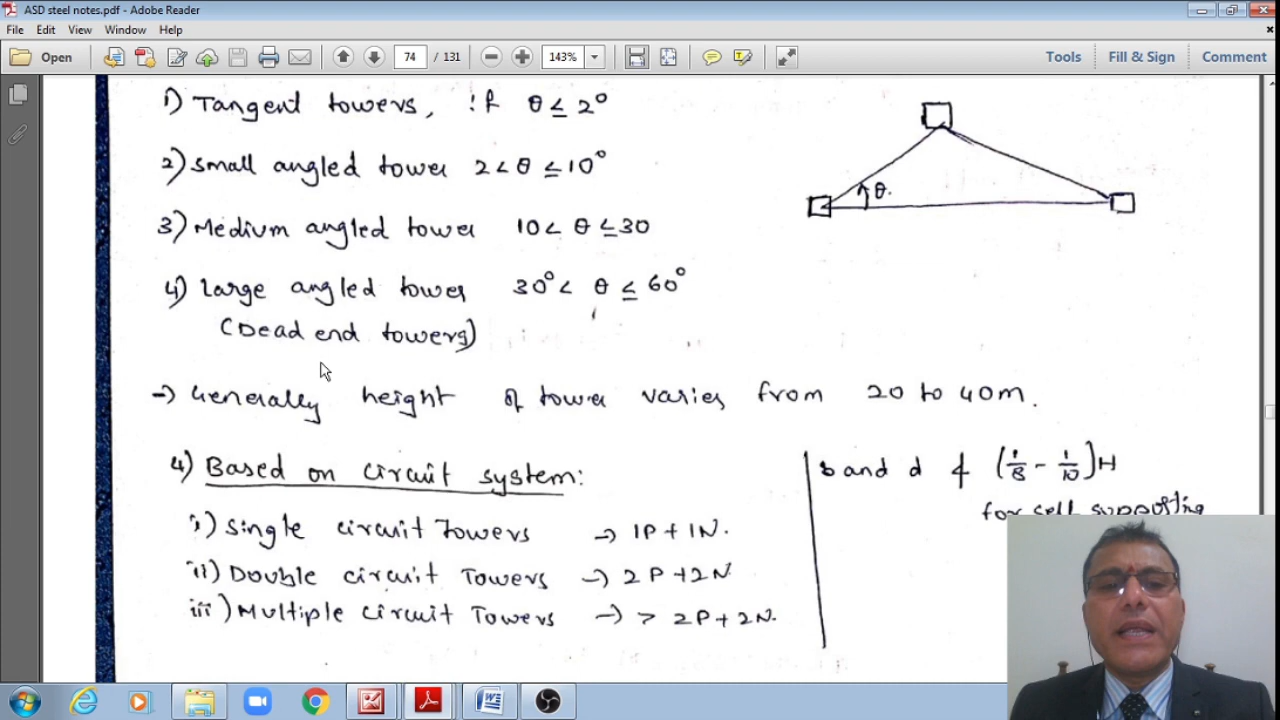 ASD steel notes.pdf - Adobe Reader
File Edit View Window Help
Open 74 / 131 143% Tools Fill & Sign Comment
i) Tangent towers, if θ ≤ 2°
2) Small angled tower 2 < θ ≤ 10°
3) Medium angled tower 10 < θ ≤ 30
4) Large angled tower 30° < θ ≤ 60°
(Dead end towers)
θ.
→ Generally height of tower varies from 20 to 40m.
4) Based on circuit system:
i) Single circuit Towers → 1P + 1N.
ii) Double circuit Towers → 2P + 2N
iii) Multiple circuit Towers → > 2P + 2N.
b and d ≮ (1/8 - 1/10)H
for self supporting